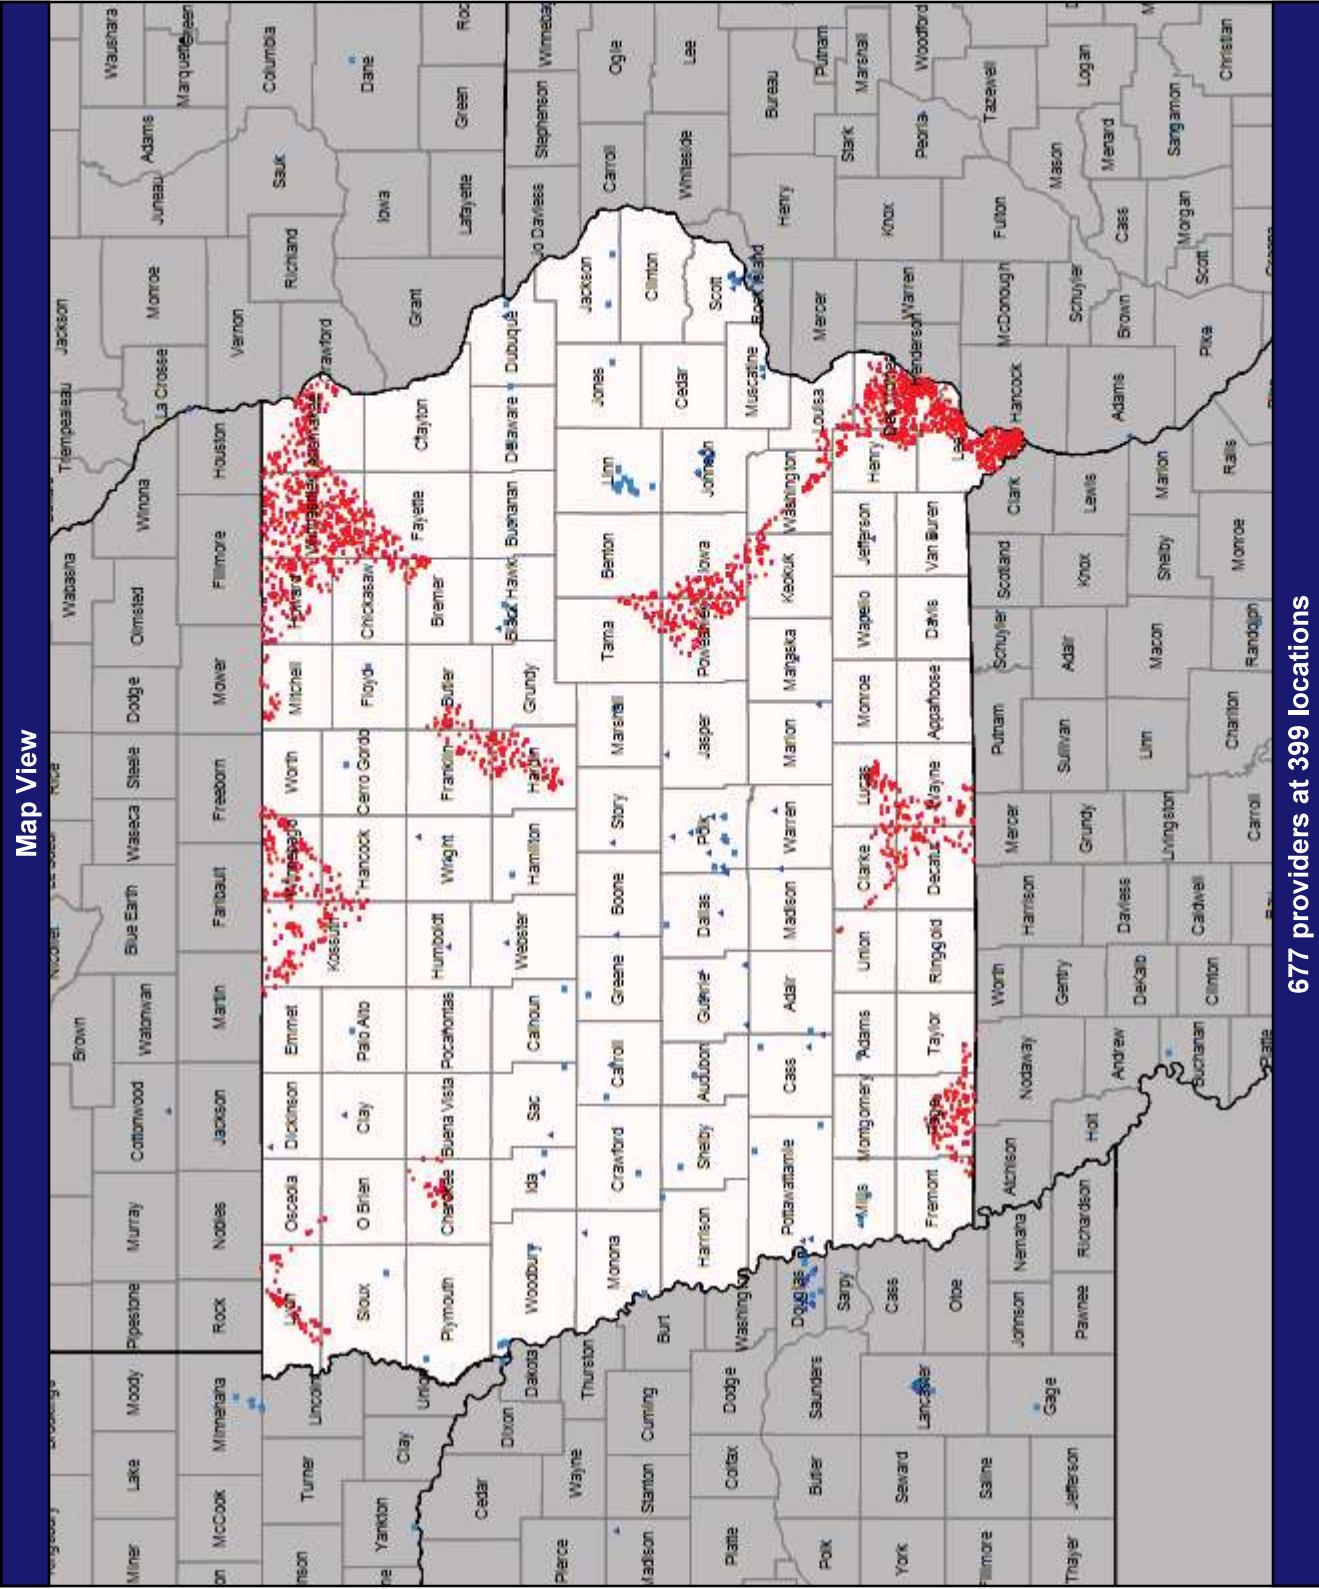 Map View
Brown
Rice
Wabasha
Trempealeau
Jackson
Miner
Lake
Moody
Pipestone
Murray
Cottonwood
Watonwan
Blue Earth
Waseca
Steele
Dodge
Olmsted
Winona
La Crosse
Monroe
Juneau
Adams
Waushara
Marquette
Green
McCook
Minnehaha
Rock
Nobles
Jackson
Martin
Faribault
Freeborn
Mower
Fillmore
Houston
Vernon
Richland
Sauk
Columbia
Turner
Lincoln
Lyon
Osceola
Dickinson
Emmet
Kossuth
Winnebago
Worth
Mitchell
Howard
Winneshiek
Allamakee
Crawford
Iowa
Dane
Yankton
Clay
Sioux
O Brien
Clay
Palo Alto
Hancock
Cerro Gordo
Floyd
Chickasaw
Fayette
Clayton
Grant
Lafayette
Green
Roc
Union
Plymouth
Cherokee
Buena Vista
Pocahontas
Humboldt
Wright
Franklin
Butler
Bremer
Cedar
Dixon
Dakota
Woodbury
Ida
Sac
Calhoun
Webster
Hamilton
Hardin
Grundy
Black Hawk
Buchanan
Delaware
Dubuque
Jo Daviess
Stephenson
Winnebag
Pierce
Wayne
Thurston
Monona
Crawford
Carroll
Greene
Boone
Story
Marshall
Tama
Benton
Linn
Jones
Jackson
Carroll
Ogle
Madison
Stanton
Cuming
Burt
Harrison
Shelby
Audubon
Guthrie
Dallas
Polk
Jasper
Poweshiek
Iowa
Johnson
Cedar
Clinton
Scott
Whiteside
Lee
Platte
Colfax
Dodge
Washington
Pottawattamie
Cass
Adair
Madison
Warren
Marion
Mahaska
Keokuk
Washington
Muscatine
Louisa
Rock Island
Henry
Bureau
Putnam
Polk
Butler
Saunders
Douglas
Sarpy
Mills
Montgomery
Adams
Union
Clarke
Lucas
Monroe
Wapello
Jefferson
Henry
Des Moines
Mercer
Stark
Marshall
York
Seward
Lancaster
Cass
Fremont
Page
Taylor
Ringgold
Decatur
Wayne
Appanoose
Davis
Van Buren
Lee
Henderson
Warren
Knox
Peoria
Woodford
Fillmore
Saline
Otoe
Nemaha
Atchison
Nodaway
Worth
Harrison
Mercer
Putnam
Schuyler
Scotland
Clark
Hancock
McDonough
Fulton
Tazewell
Thayer
Jefferson
Gage
Johnson
Pawnee
Richardson
Holt
Andrew
Gentry
Daviess
Grundy
Sullivan
Adair
Knox
Lewis
Adams
Schuyler
Mason
Logan
DeKalb
Livingston
Linn
Macon
Shelby
Marion
Brown
Cass
Menard
Buchanan
Clinton
Caldwell
Carroll
Chariton
Randolph
Monroe
Ralls
Pike
Scott
Morgan
Sangamon
Christian
Platte
677 providers at 399 locations